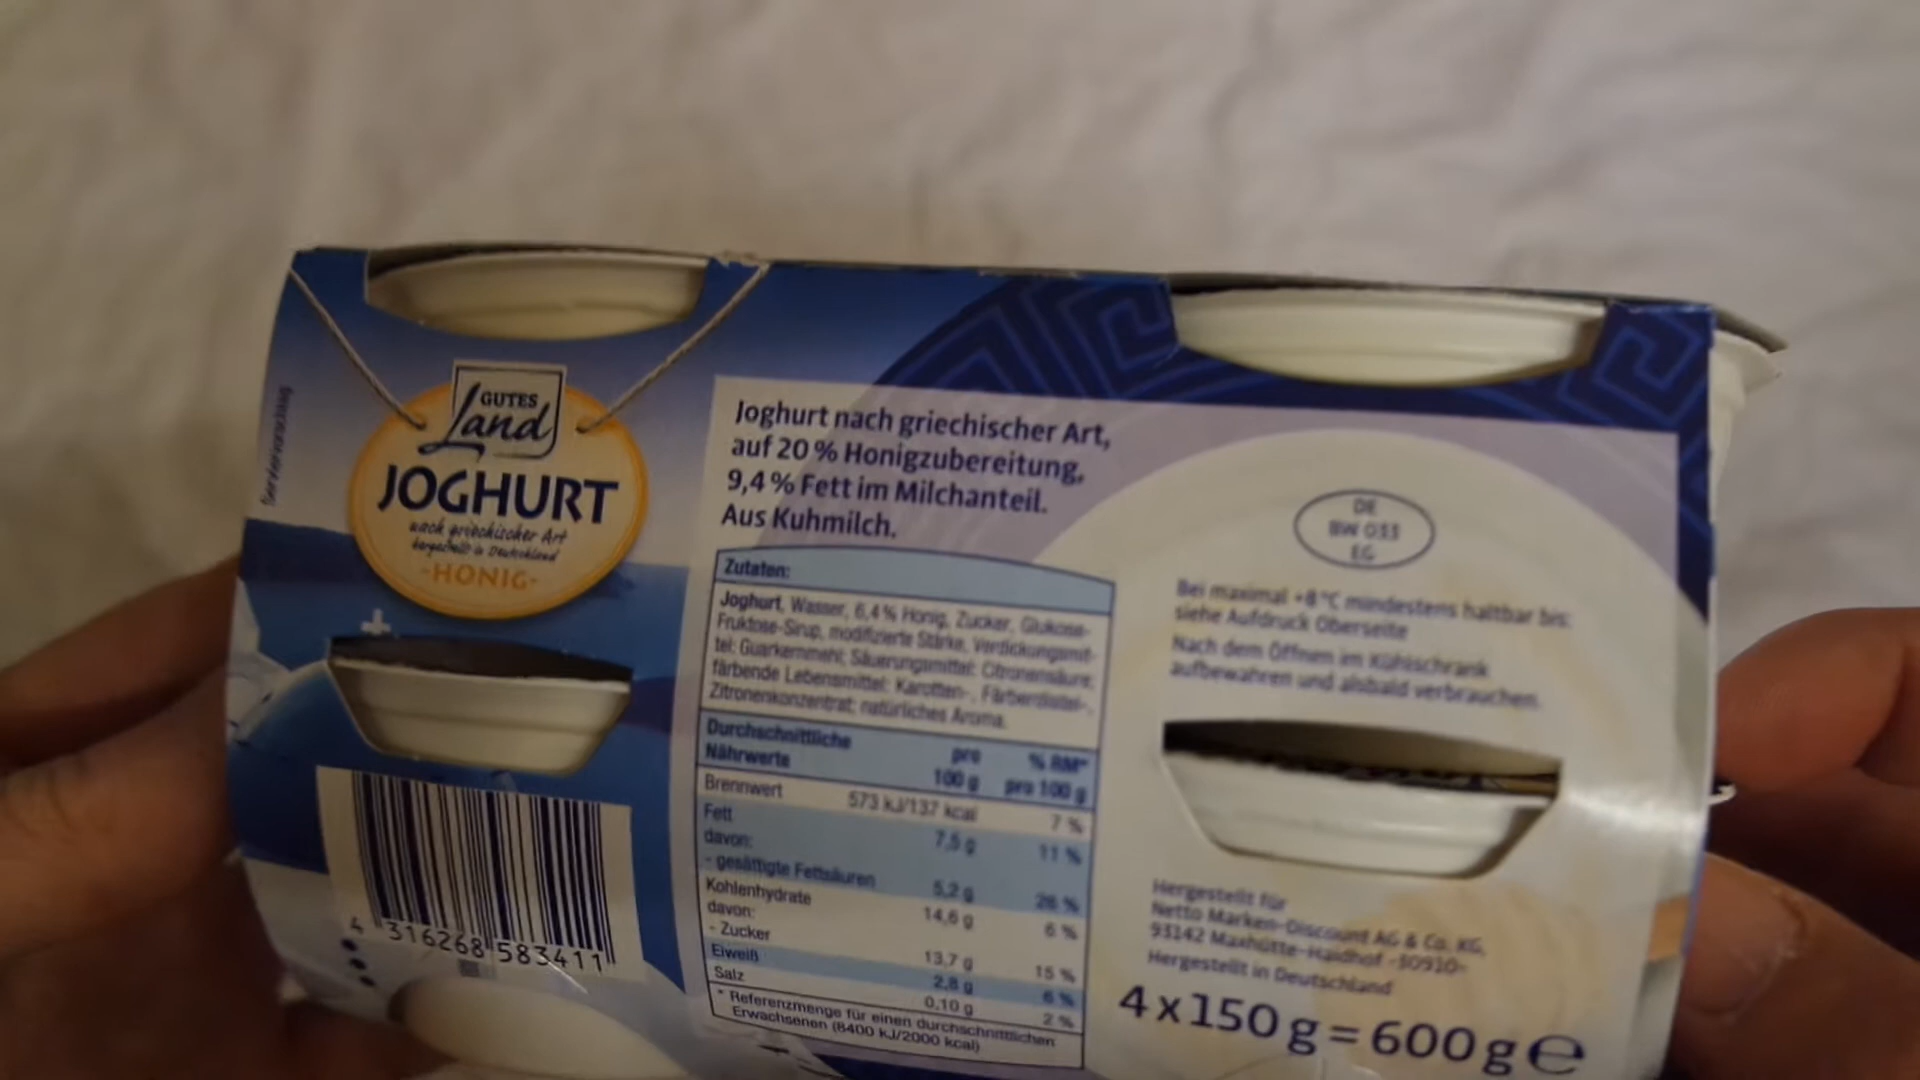 Serviervorschlag
GUTES
Land
JOGHURT
nach griechischer Art
hergestellt in Deutschland
-HONIG-
4 316268 583411
Joghurt nach griechischer Art,
auf 20 % Honigzubereitung,
9,4 % Fett im Milchanteil.
Aus Kuhmilch.
Zutaten:
Joghurt, Wasser, 6,4 % Honig, Zucker, Glukose-
Fruktose-Sirup, modifizierte Stärke, Verdickungsmit-
tel: Guarkernmehl; Säuerungsmittel: Citronensäure;
färbende Lebensmittel: Karotten-, Färberdistel-,
Zitronenkonzentrat; natürliches Aroma.
Durchschnittliche Nährwerte pro 100 g % RM* pro 100 g
Brennwert 573 kJ/137 kcal 7 %
Fett 7,5 g 11 %
davon:
- gesättigte Fettsäuren 5,2 g 26 %
Kohlenhydrate 14,6 g 6 %
davon:
- Zucker 13,7 g 15 %
Eiweiß 2,8 g 6 %
Salz 0,10 g 2 %
* Referenzmenge für einen durchschnittlichen
Erwachsenen (8400 kJ/2000 kcal)
DE
BW 033
EG
Bei maximal +8 °C mindestens haltbar bis:
siehe Aufdruck Oberseite
Nach dem Öffnen im Kühlschrank
aufbewahren und alsbald verbrauchen.
Hergestellt für
Netto Marken-Discount AG & Co. KG,
93142 Maxhütte-Haidhof -30910-
Hergestellt in Deutschland
4 x 150 g = 600 g e